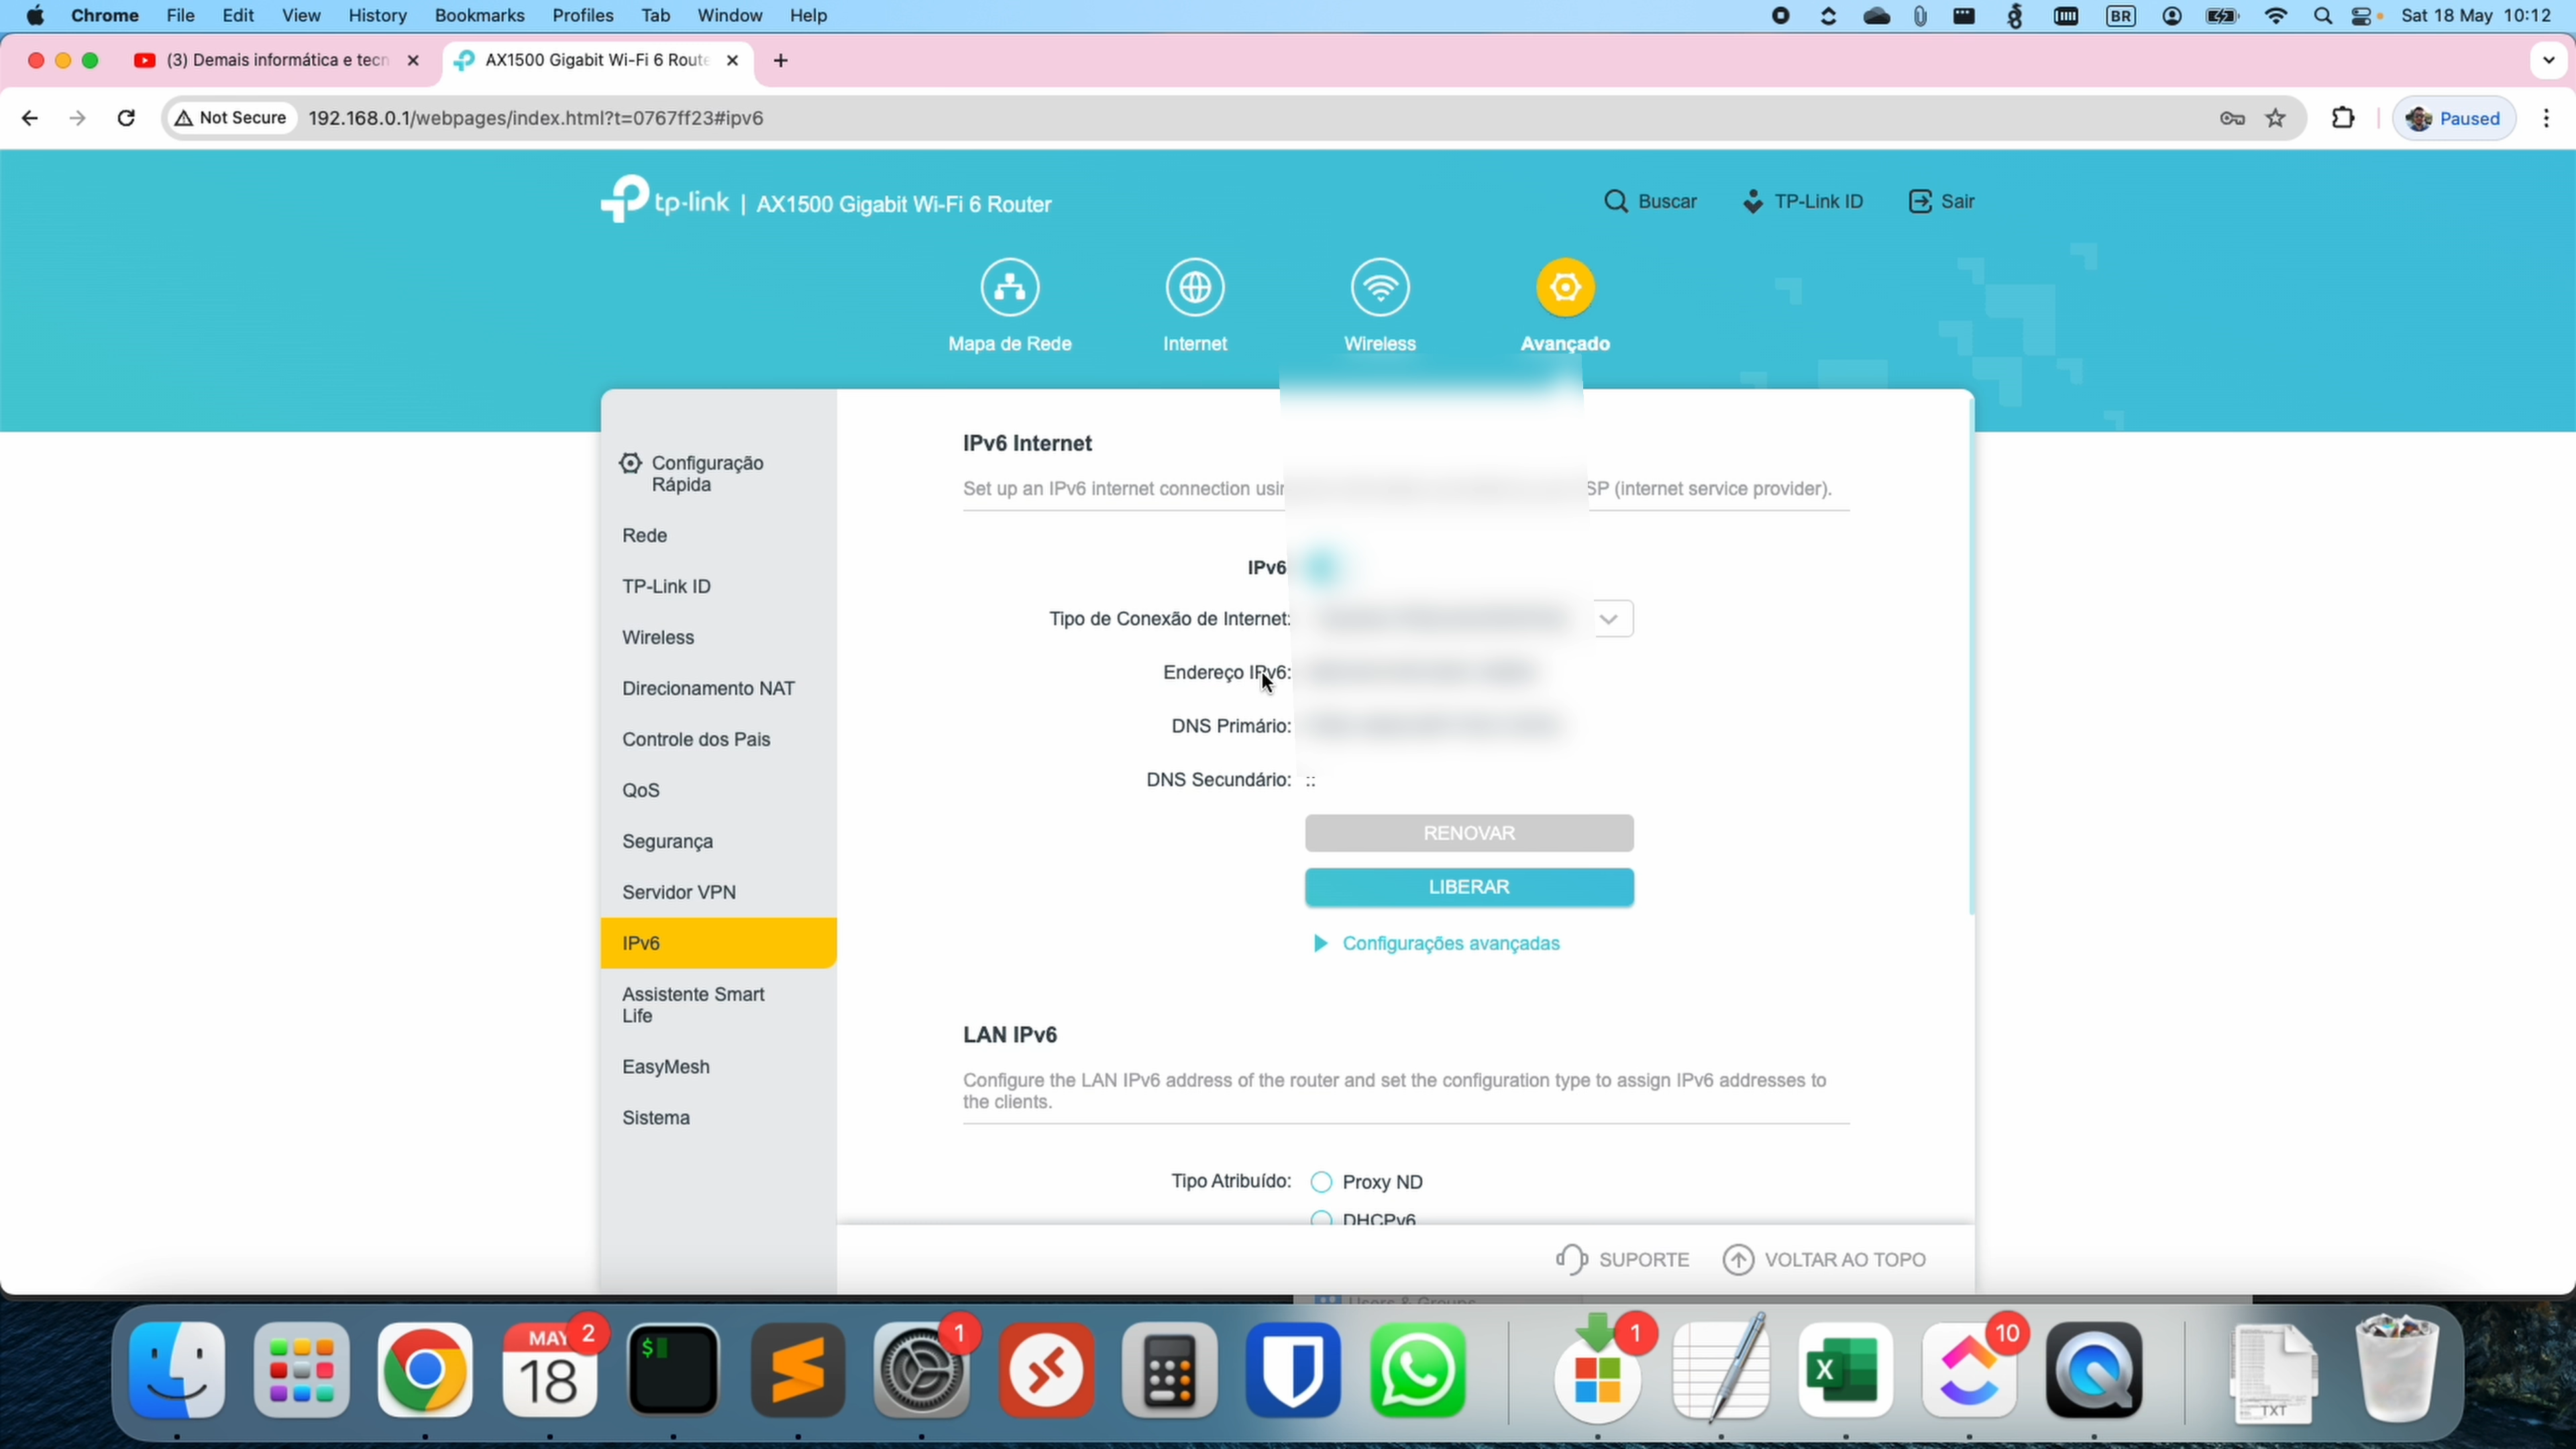 Chrome File Edit View History Bookmarks Profiles Tab Window Help BR Sat 18 May 10:12
(3) Demais informática e tecn
AX1500 Gigabit Wi-Fi 6 Route
Not Secure 192.168.0.1/webpages/index.html?t=0767ff23#ipv6 Paused
tp-link | AX1500 Gigabit Wi-Fi 6 Router
Buscar TP-Link ID Sair
Mapa de Rede Internet Wireless Avançado
Configuração
Rápida
Rede
TP-Link ID
Wireless
Direcionamento NAT
Controle dos Pais
QoS
Segurança
Servidor VPN
IPv6
Assistente Smart
Life
EasyMesh
Sistema
IPv6 Internet
Set up an IPv6 internet connection SP (internet service provider).
IPv6
Tipo de Conexão de Internet:
Endereço IPv6:
DNS Primário:
DNS Secundário: ::
RENOVAR
LIBERAR
Configurações avançadas
LAN IPv6
Configure the LAN IPv6 address of the router and set the configuration type to assign IPv6 addresses to
the clients.
Tipo Atribuído: Proxy ND
DHCPv6
SUPORTE VOLTAR AO TOPO
Users & Groups
MAY 2
18
$
1
1
X
10
TXT